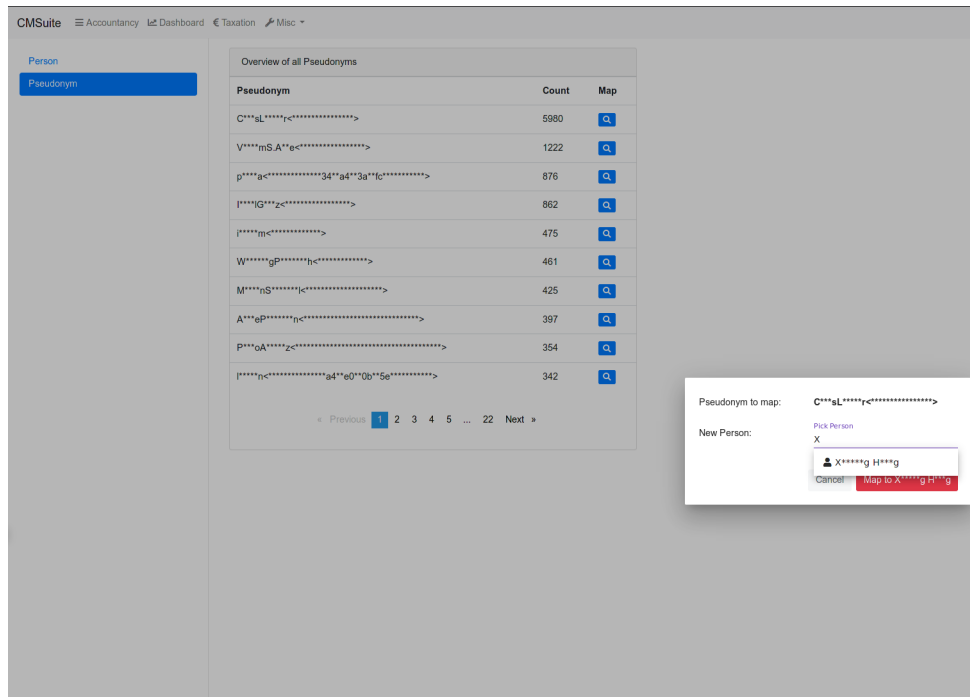 CMSuite Accountancy Dashboard € Taxation Misc
Person
Pseudonym
Overview of all Pseudonyms
Pseudonym Count Map
C***sL*****r<****************> 5980
V****mS.A**e<*****************> 1222
p****a<**************34**a4**3a**fc***********> 876
I****lG***z<*****************> 862
i*****m<*************> 475
W******gP*******h<*************> 461
M****nS*******l<********************> 425
A***eP*******n<******************************> 397
P***oA*****z<**************************************> 354
I*****n<***************a4**e0**0b**5e***********> 342
« Previous 1 2 3 4 5 ... 22 Next »
Pseudonym to map: C***sL*****r<****************>
Pick Person
New Person: X
X*****g H***g
Cancel Map to X*****g H***g